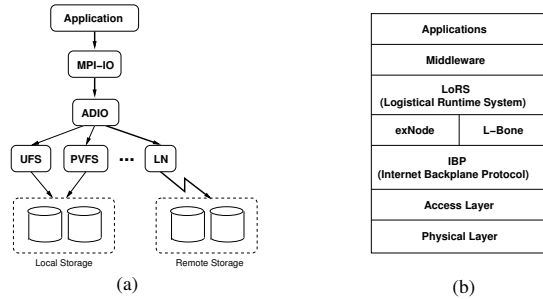 Application
MPI-IO
ADIO
UFS
PVFS
...
LN
Local Storage
Remote Storage
(a)
Applications
Middleware
LoRS
(Logistical Runtime System)
exNode
L-Bone
IBP
(Internet Backplane Protocol)
Access Layer
Physical Layer
(b)